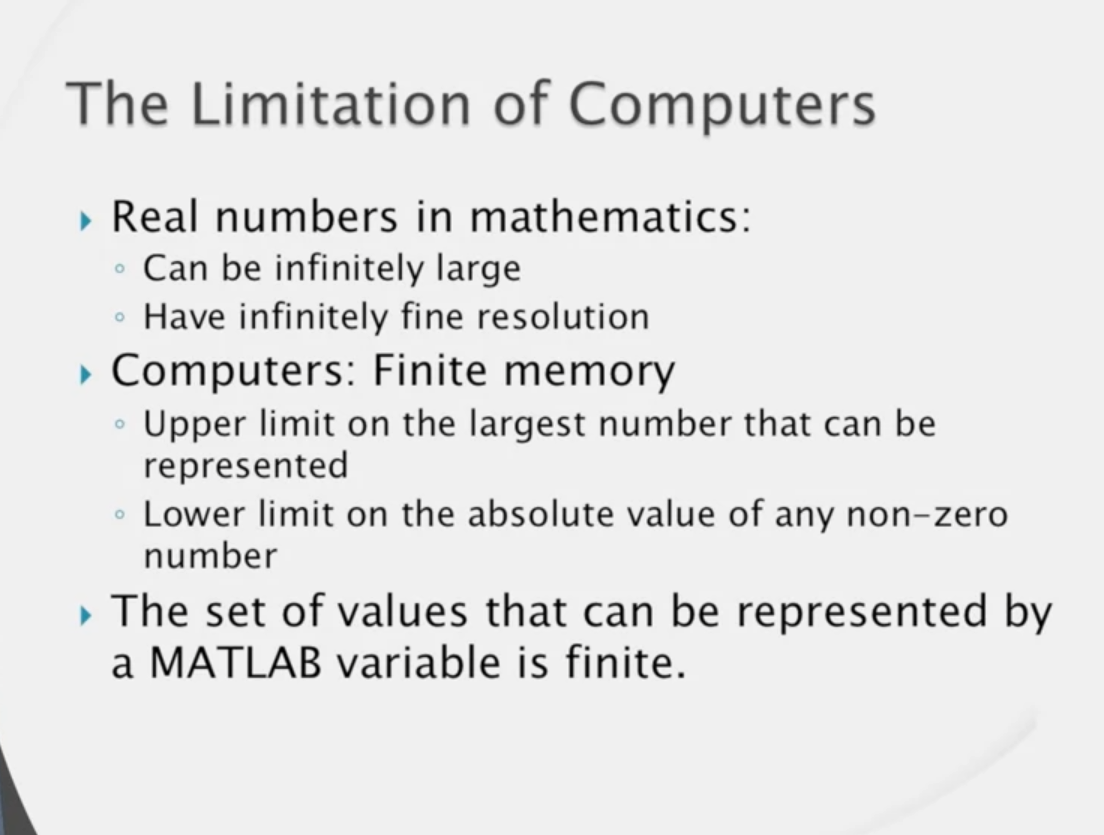 The Limitation of Computers
Real numbers in mathematics:
Can be infinitely large
Have infinitely fine resolution
Computers: Finite memory
Upper limit on the largest number that can be
represented
Lower limit on the absolute value of any non-zero
number
The set of values that can be represented by
a MATLAB variable is finite.